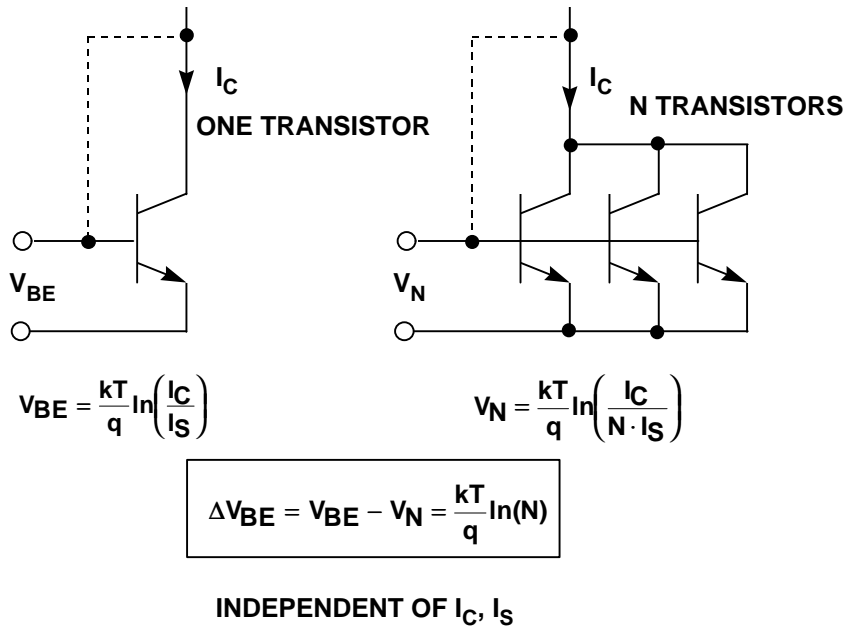 I_C
ONE TRANSISTOR
V_BE
V_BE = kT/q ln(I_C/I_S)
I_C
N TRANSISTORS
V_N
V_N = kT/q ln(I_C/(N · I_S))
ΔV_BE = V_BE − V_N = kT/q ln(N)
INDEPENDENT OF I_C, I_S